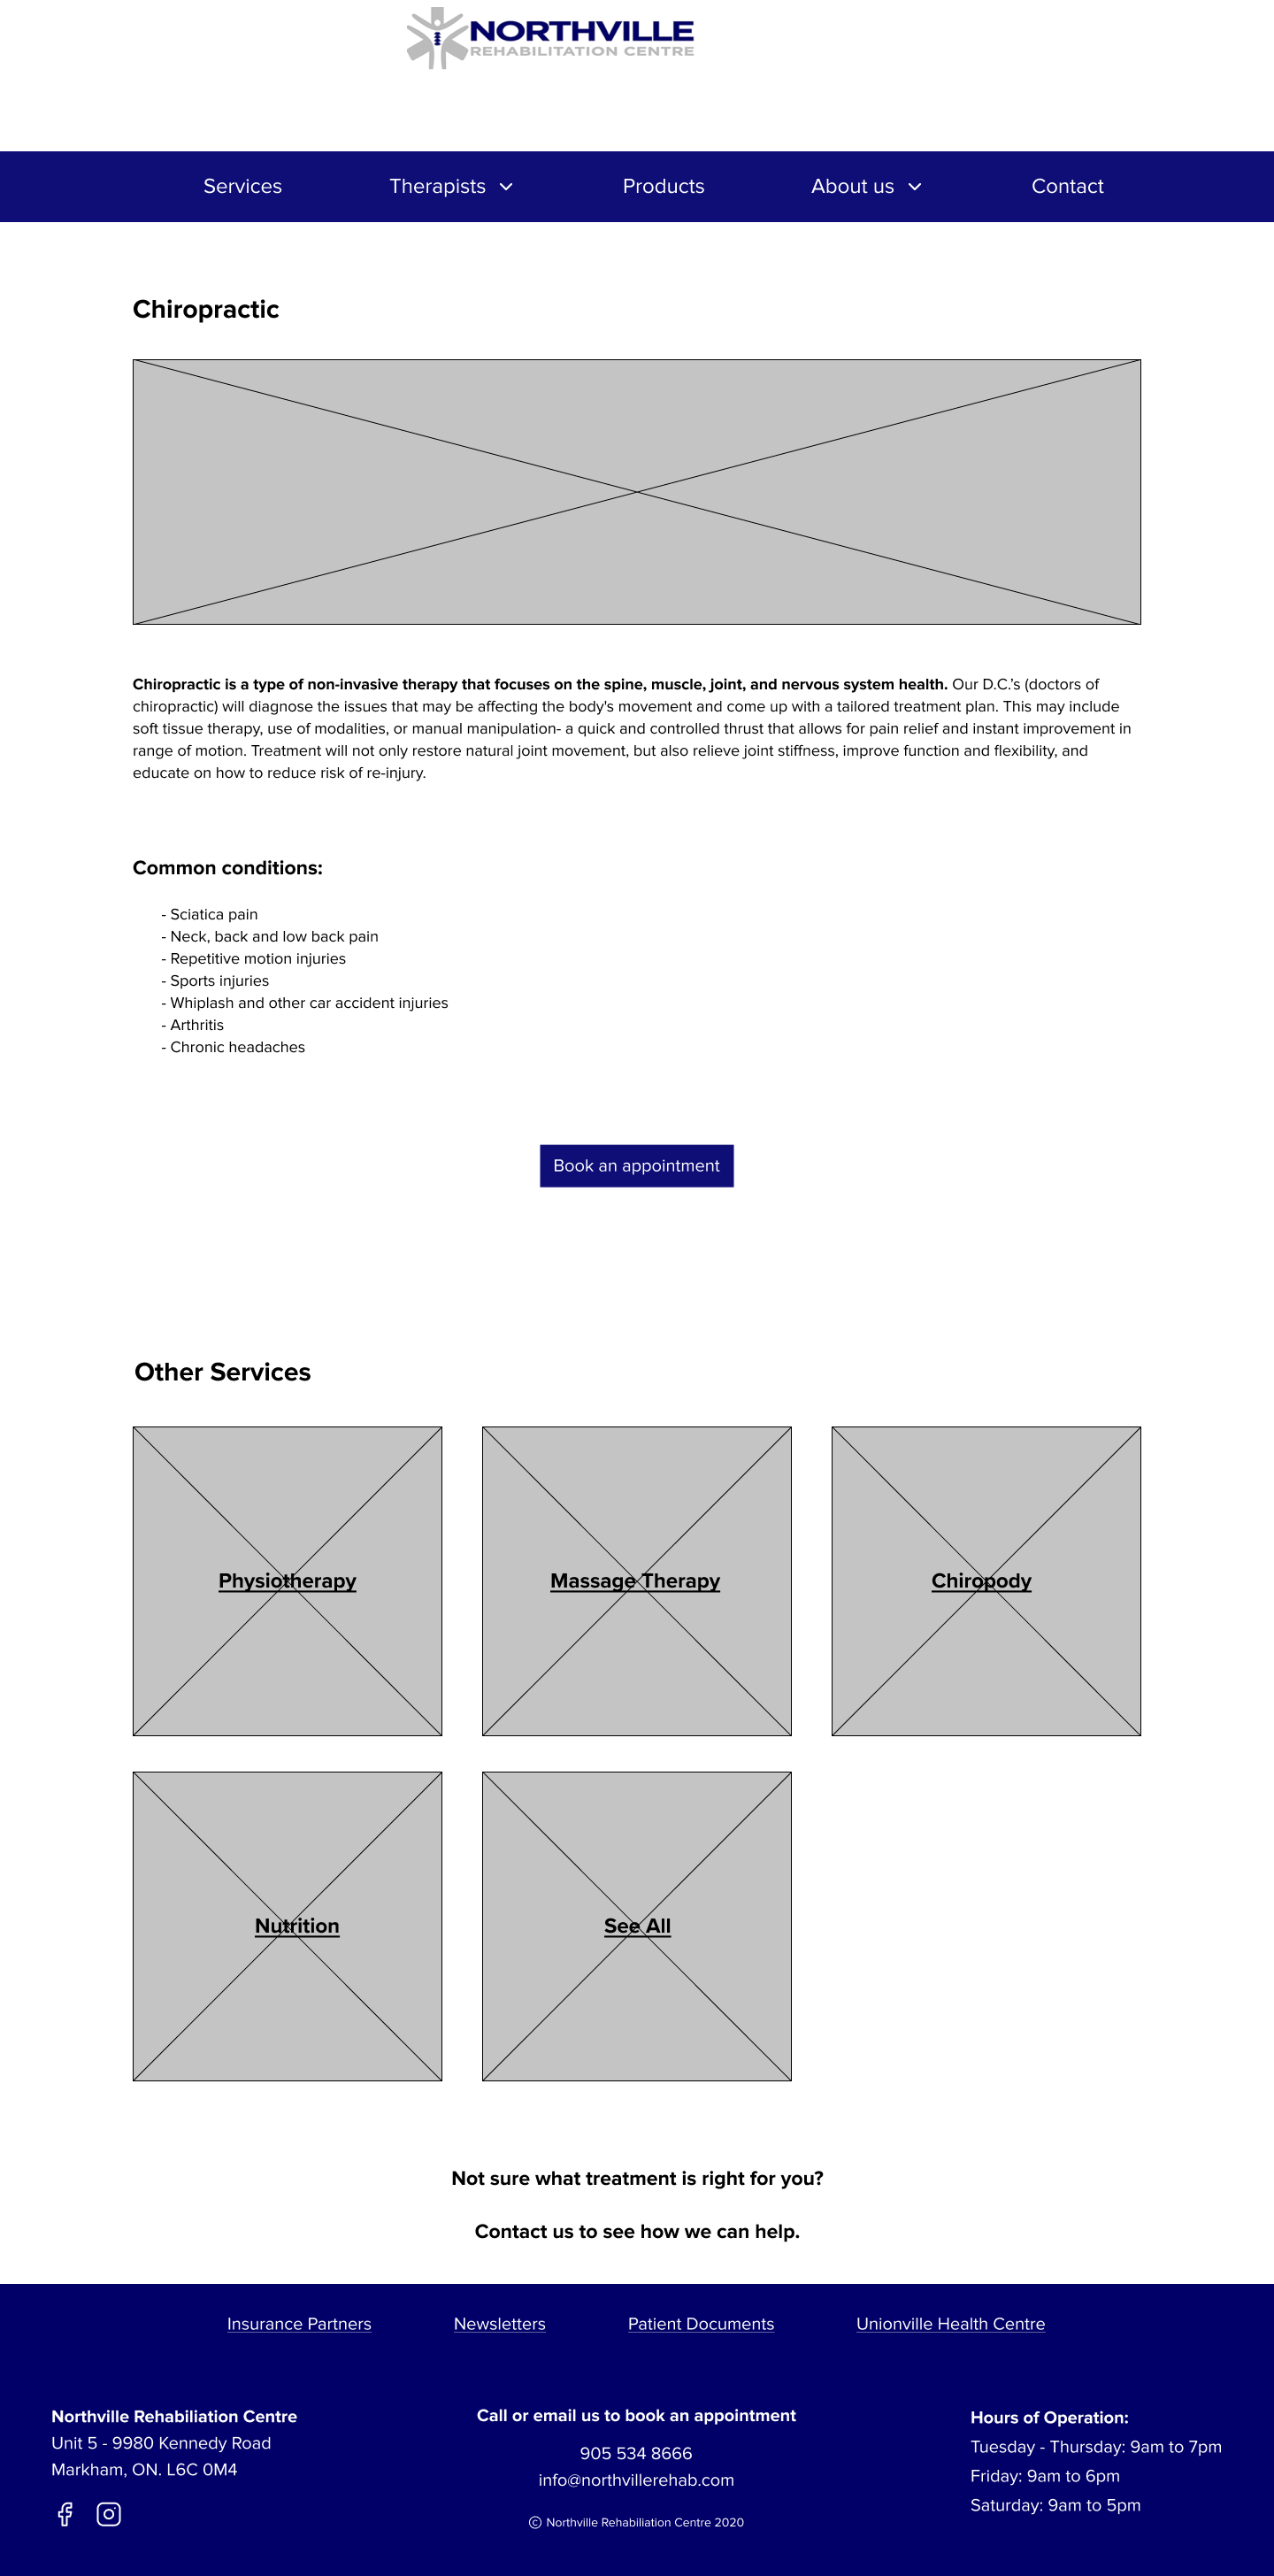 NORTHVILLE
REHABILITATION CENTRE
Services Therapists Products About us Contact
Chiropractic
Chiropractic is a type of non-invasive therapy that focuses on the spine, muscle, joint, and nervous system health. Our D.C.'s (doctors of
chiropractic) will diagnose the issues that may be affecting the body's movement and come up with a tailored treatment plan. This may include
soft tissue therapy, use of modalities, or manual manipulation- a quick and controlled thrust that allows for pain relief and instant improvement in
range of motion. Treatment will not only restore natural joint movement, but also relieve joint stiffness, improve function and flexibility, and
educate on how to reduce risk of re-injury.
Common conditions:
- Sciatica pain
- Neck, back and low back pain
- Repetitive motion injuries
- Sports injuries
- Whiplash and other car accident injuries
- Arthritis
- Chronic headaches
Book an appointment
Other Services
Physiotherapy Massage Therapy Chiropody
Nutrition See All
Not sure what treatment is right for you?
Contact us to see how we can help.
Insurance Partners Newsletters Patient Documents Unionville Health Centre
Northville Rehabiliation Centre
Unit 5 - 9980 Kennedy Road
Markham, ON. L6C 0M4
Call or email us to book an appointment
905 534 8666
info@northvillerehab.com
© Northville Rehabiliation Centre 2020
Hours of Operation:
Tuesday - Thursday: 9am to 7pm
Friday: 9am to 6pm
Saturday: 9am to 5pm